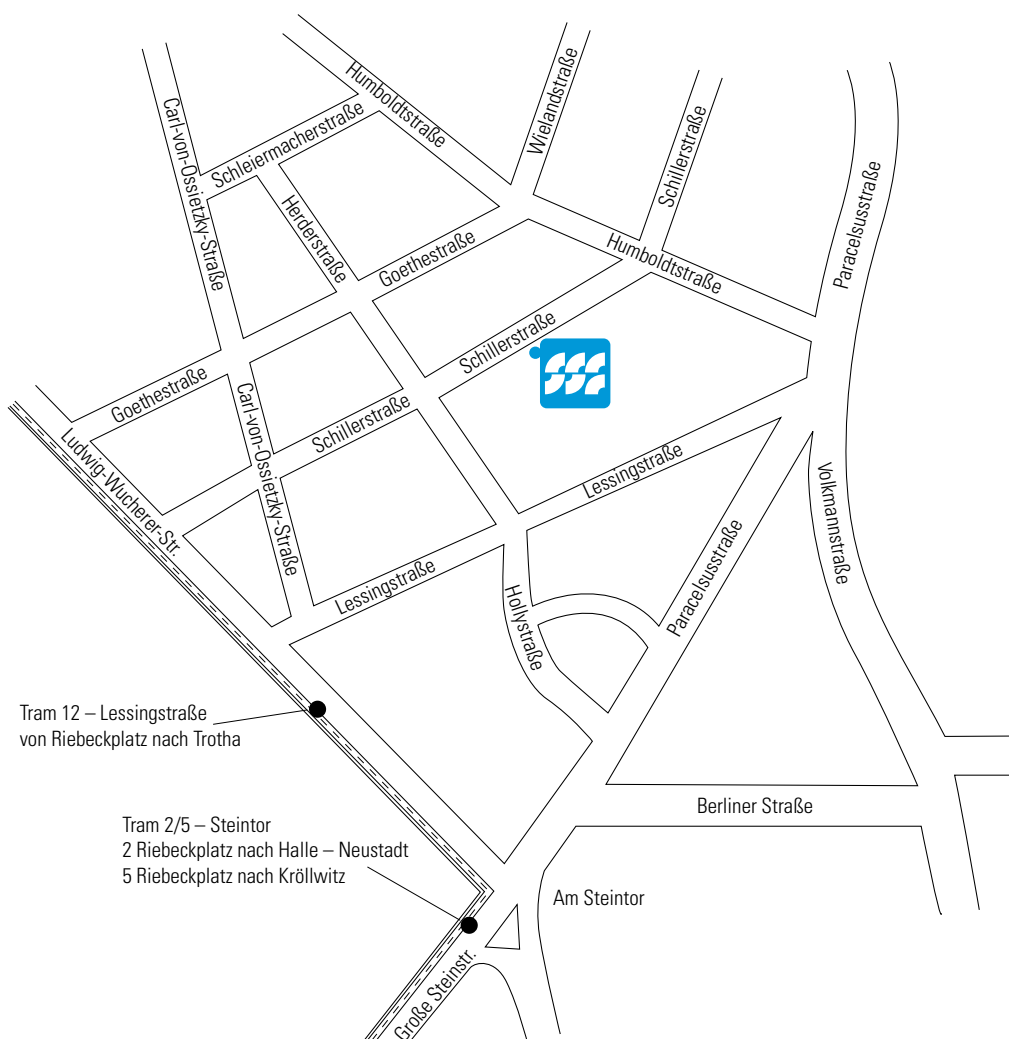 Humboldtstraße
Wielandstraße
Carl-von-Ossietzky-Straße
Schleiermacherstraße
Schillerstraße
Paracelsusstraße
Herderstraße
Goethestraße
Humboldtstraße
Schillerstraße
Goethestraße
Carl-von-Ossietzky-Straße
Schillerstraße
Ludwig-Wucherer-Str.
Lessingstraße
Volkmannstraße
Lessingstraße
Paracelsusstraße
Hollystraße
Tram 12 – Lessingstraße
von Riebeckplatz nach Trotha
Berliner Straße
Tram 2/5 – Steintor
2 Riebeckplatz nach Halle – Neustadt
5 Riebeckplatz nach Kröllwitz
Am Steintor
Große Steinstr.